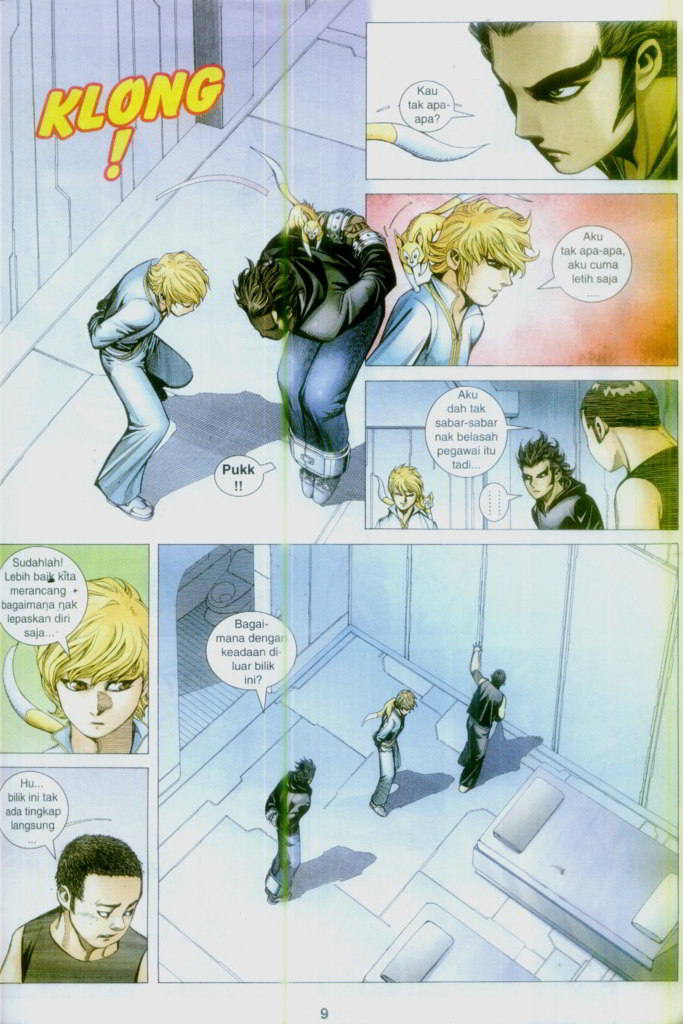 KLONG
!
Pukk
!!
Kau
tak apa-
apa?
Aku
tak apa-apa,
aku cuma
letih saja
....
Aku
dah tak
sabar-sabar
nak belasah
pegawai itu
tadi...
......
Sudahlah!
Lebih baik kita
merancang
bagaimana nak
lepaskan diri
saja...
Bagai-
mana dengan
keadaan di-
luar bilik
ini?
Hu...
bilik ini tak
ada tingkap
langsung
...
9